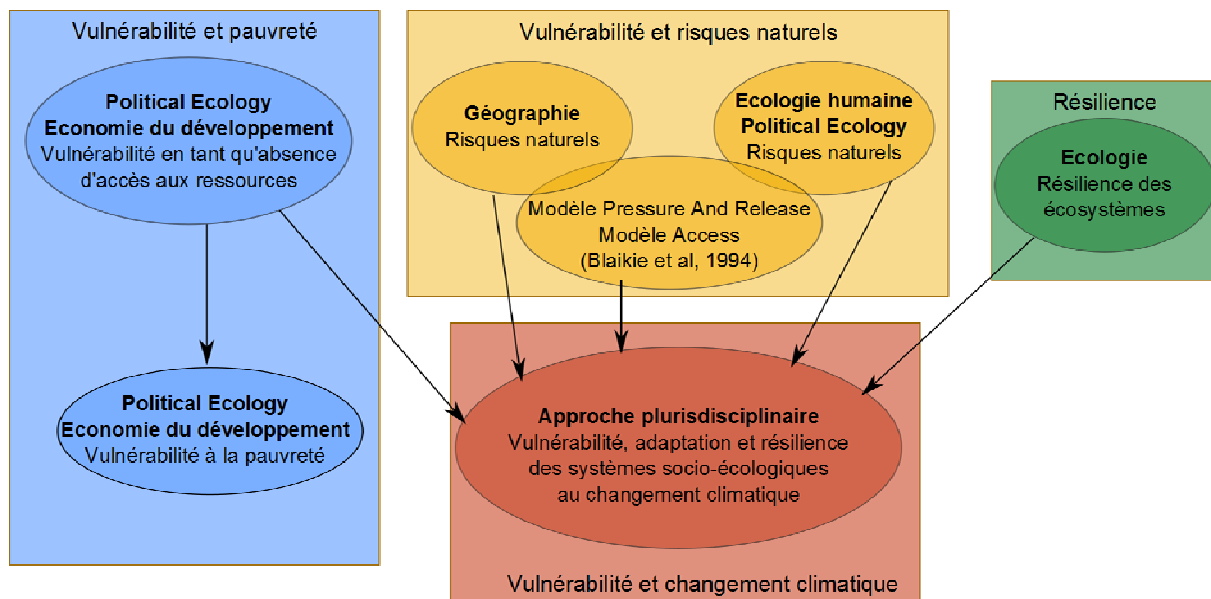 Vulnérabilité et pauvreté
Political Ecology
Economie du développement
Vulnérabilité en tant qu'absence
d'accès aux ressources
Political Ecology
Economie du développement
Vulnérabilité à la pauvreté
Vulnérabilité et risques naturels
Géographie
Risques naturels
Ecologie humaine
Political Ecology
Risques naturels
Modèle Pressure And Release
Modèle Access
(Blaikie et al, 1994)
Résilience
Ecologie
Résilience des
écosystèmes
Approche plurisdisciplinaire
Vulnérabilité, adaptation et résilience
des systèmes socio-écologiques
au changement climatique
Vulnérabilité et changement climatique